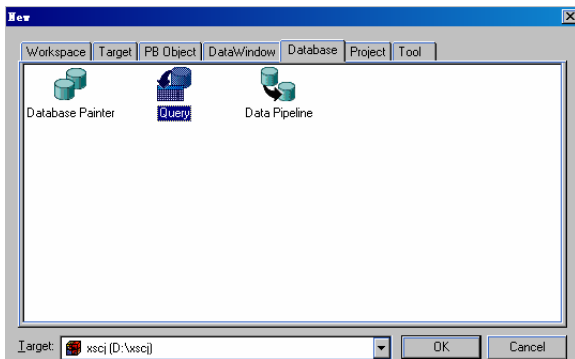 New
Workspace Target PB Object DataWindow Database Project Tool
Database Painter Query Data Pipeline
Target: xscj (D:\xscj) OK Cancel